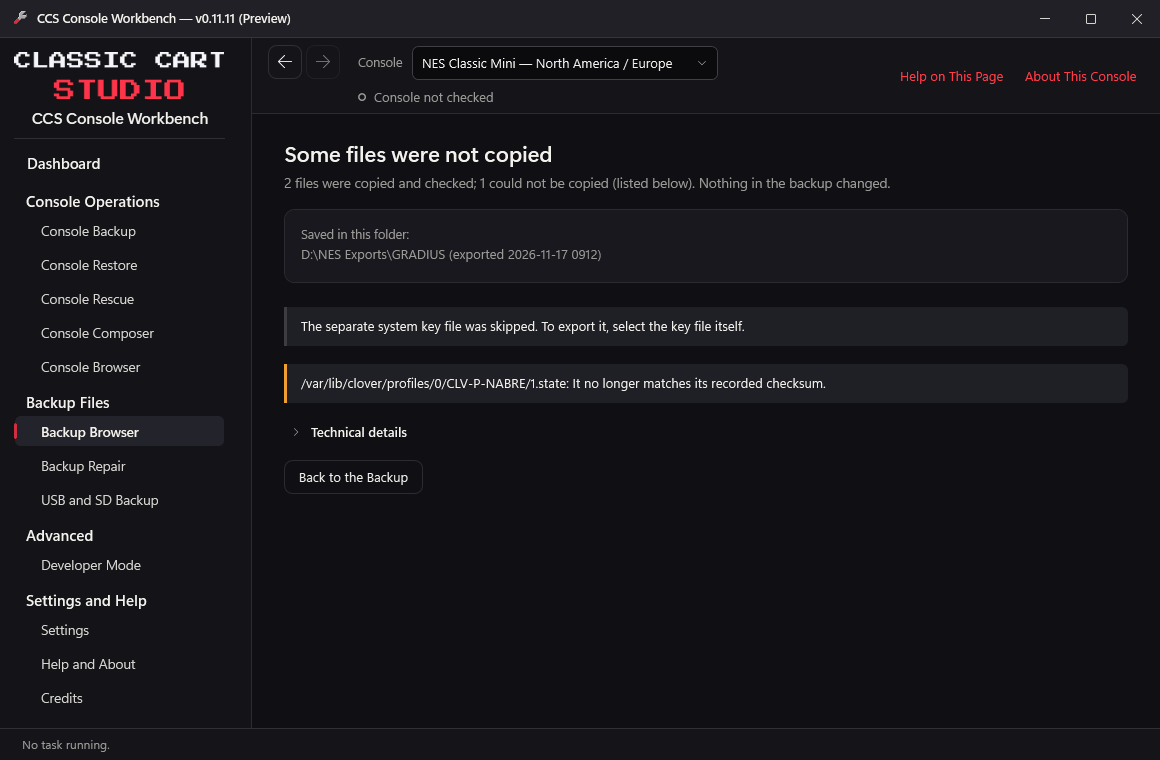 CCS Console Workbench — v0.11.11 (Preview)
CLASSIC CART
STUDIO
CCS Console Workbench
Dashboard
Console Operations
Console Backup
Console Restore
Console Rescue
Console Composer
Console Browser
Backup Files
Backup Browser
Backup Repair
USB and SD Backup
Advanced
Developer Mode
Settings and Help
Settings
Help and About
Credits
Console
NES Classic Mini — North America / Europe
Console not checked
Help on This Page
About This Console
Some files were not copied
2 files were copied and checked; 1 could not be copied (listed below). Nothing in the backup changed.
Saved in this folder:
D:\NES Exports\GRADIUS (exported 2026-11-17 0912)
The separate system key file was skipped. To export it, select the key file itself.
/var/lib/clover/profiles/0/CLV-P-NABRE/1.state: It no longer matches its recorded checksum.
Technical details
Back to the Backup
No task running.